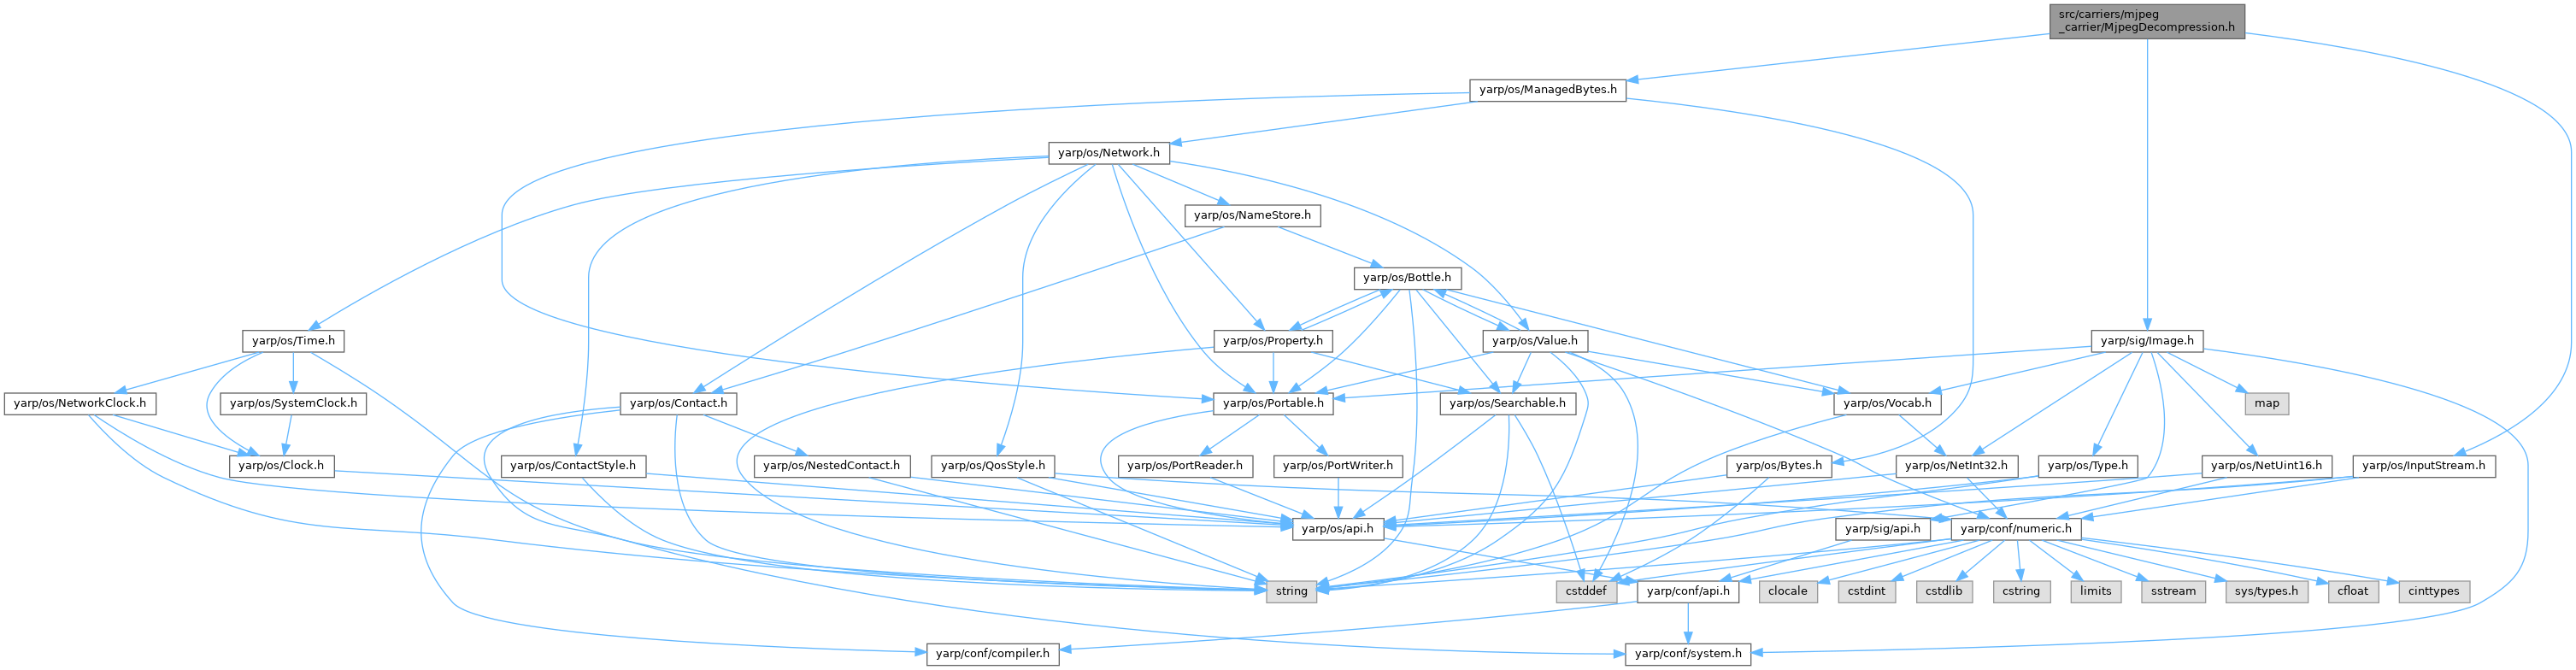 src/carriers/mjpeg
_carrier/MjpegDecompression.h
yarp/os/ManagedBytes.h
yarp/os/Network.h
yarp/os/NameStore.h
yarp/os/Bottle.h
yarp/os/Time.h
yarp/os/Property.h
yarp/os/Value.h
yarp/sig/Image.h
yarp/os/NetworkClock.h
yarp/os/SystemClock.h
yarp/os/Contact.h
yarp/os/Portable.h
yarp/os/Searchable.h
yarp/os/Vocab.h
map
yarp/os/Clock.h
yarp/os/ContactStyle.h
yarp/os/NestedContact.h
yarp/os/QosStyle.h
yarp/os/PortReader.h
yarp/os/PortWriter.h
yarp/os/Bytes.h
yarp/os/NetInt32.h
yarp/os/Type.h
yarp/os/NetUint16.h
yarp/os/InputStream.h
yarp/os/api.h
yarp/sig/api.h
yarp/conf/numeric.h
string
cstddef
yarp/conf/api.h
clocale
cstdint
cstdlib
cstring
limits
sstream
sys/types.h
cfloat
cinttypes
yarp/conf/compiler.h
yarp/conf/system.h